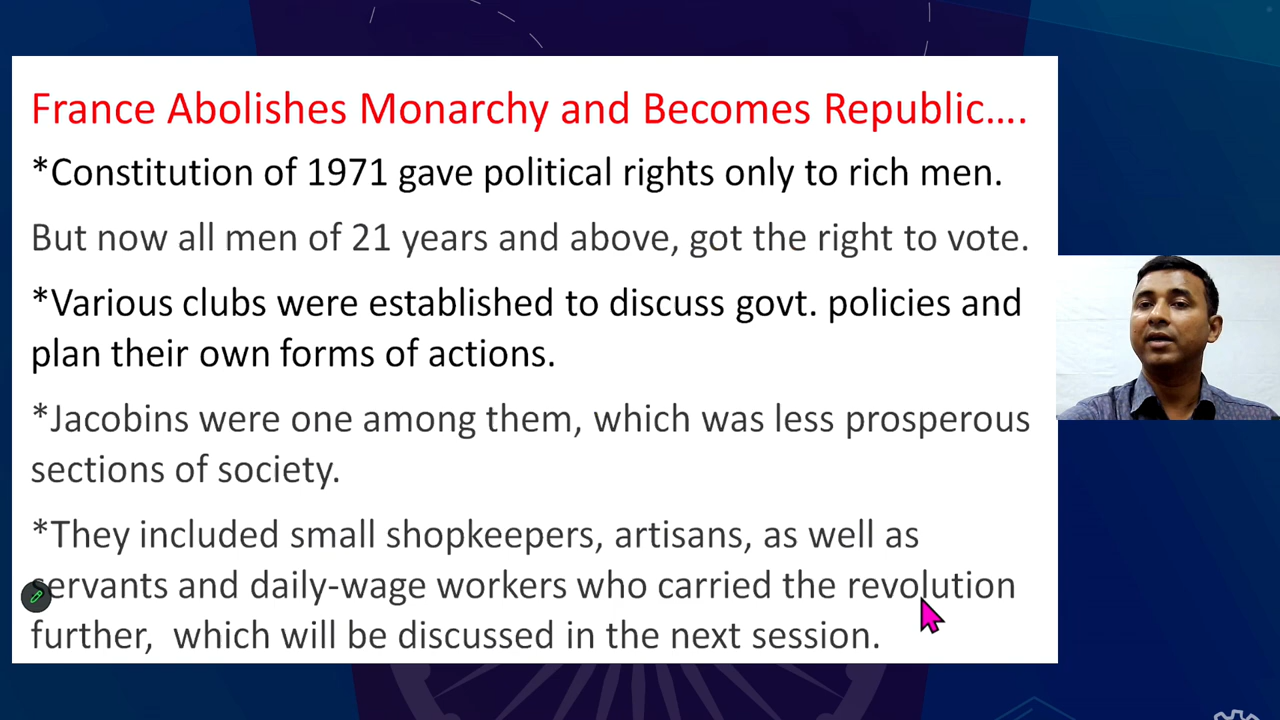 France Abolishes Monarchy and Becomes Republic....
*Constitution of 1971 gave political rights only to rich men.
But now all men of 21 years and above, got the right to vote.
*Various clubs were established to discuss govt. policies and
plan their own forms of actions.
*Jacobins were one among them, which was less prosperous
sections of society.
*They included small shopkeepers, artisans, as well as
servants and daily-wage workers who carried the revolution
further,  which will be discussed in the next session.